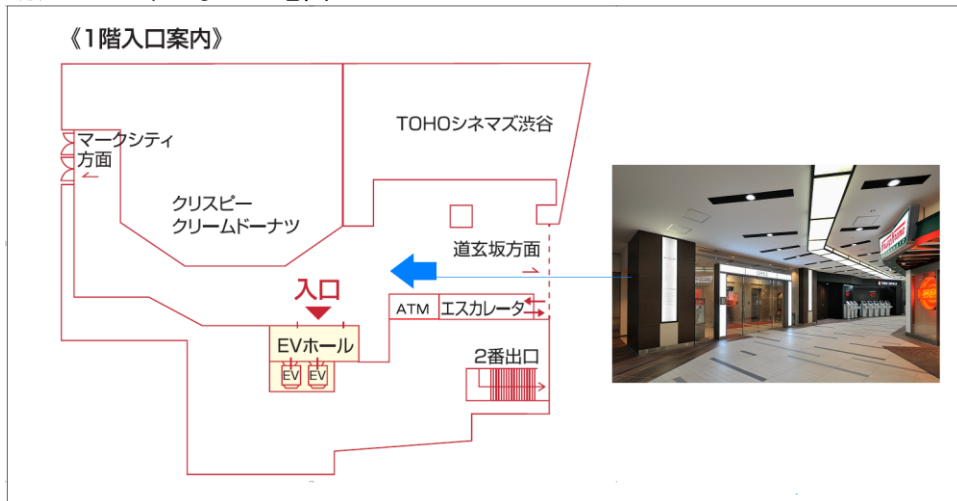 《1階入口案内》
TOHOシネマズ渋谷
マークシティ
方面
クリスピー
クリームドーナツ
道玄坂方面
入口
ATM
エスカレータ
EVホール
2番出口
EV
EV